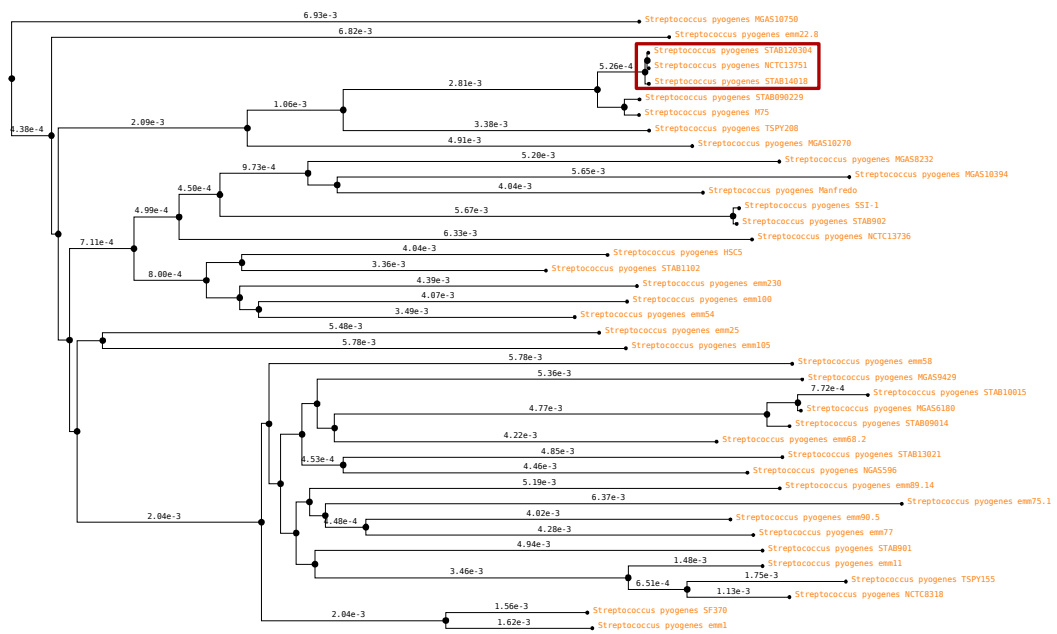 6.93e-3 Streptococcus pyogenes MGAS10750
6.82e-3 Streptococcus pyogenes emm22.8
Streptococcus pyogenes STAB120304
5.26e-4 Streptococcus pyogenes NCTC13751
2.81e-3 Streptococcus pyogenes STAB14018
1.06e-3 Streptococcus pyogenes STAB090229
Streptococcus pyogenes M75
4.38e-4 2.09e-3 3.38e-3 Streptococcus pyogenes TSPY208
4.91e-3 Streptococcus pyogenes MGAS10270
5.20e-3 Streptococcus pyogenes MGAS8232
9.73e-4 5.65e-3 Streptococcus pyogenes MGAS10394
4.50e-4 4.04e-3 Streptococcus pyogenes Manfredo
4.99e-4 5.67e-3 Streptococcus pyogenes SSI-1
Streptococcus pyogenes STAB902
7.11e-4 6.33e-3 Streptococcus pyogenes NCTC13736
4.04e-3 Streptococcus pyogenes HSC5
8.00e-4 3.36e-3 Streptococcus pyogenes STAB1102
4.39e-3 Streptococcus pyogenes emm230
4.07e-3 Streptococcus pyogenes emm100
3.49e-3 Streptococcus pyogenes emm54
5.48e-3 Streptococcus pyogenes emm25
5.78e-3 Streptococcus pyogenes emm105
5.78e-3 Streptococcus pyogenes emm58
5.36e-3 Streptococcus pyogenes MGAS9429
7.72e-4 Streptococcus pyogenes STAB10015
4.77e-3 Streptococcus pyogenes MGAS6180
Streptococcus pyogenes STAB09014
4.22e-3 Streptococcus pyogenes emm68.2
4.53e-4 4.85e-3 Streptococcus pyogenes STAB13021
4.46e-3 Streptococcus pyogenes NGAS596
5.19e-3 Streptococcus pyogenes emm89.14
6.37e-3 Streptococcus pyogenes emm75.1
2.04e-3 4.48e-4 4.02e-3 Streptococcus pyogenes emm90.5
4.28e-3 Streptococcus pyogenes emm77
4.94e-3 Streptococcus pyogenes STAB901
3.46e-3 1.48e-3 Streptococcus pyogenes emm11
6.51e-4 1.75e-3 Streptococcus pyogenes TSPY155
1.13e-3 Streptococcus pyogenes NCTC8318
2.04e-3 1.56e-3 Streptococcus pyogenes SF370
1.62e-3 Streptococcus pyogenes emm1